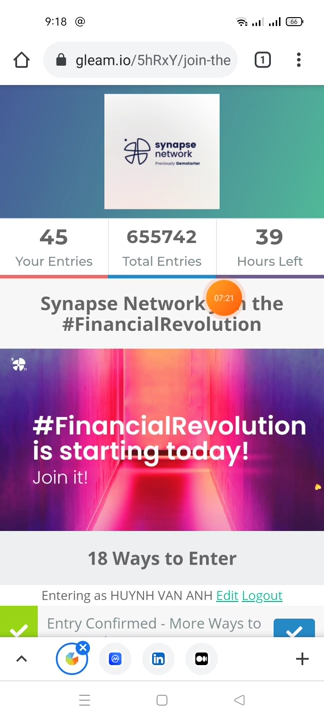 9:18 @ 66
gleam.io/5hRxY/join-the 1
synapse
network
Previously Gemstarter
45 655742 39
Your Entries Total Entries Hours Left
Synapse Network the
07:21
#FinancialRevolution
#FinancialRevolution
is starting today!
Join it!
18 Ways to Enter
Entering as HUYNH VAN ANH Edit Logout
Entry Confirmed - More Ways to